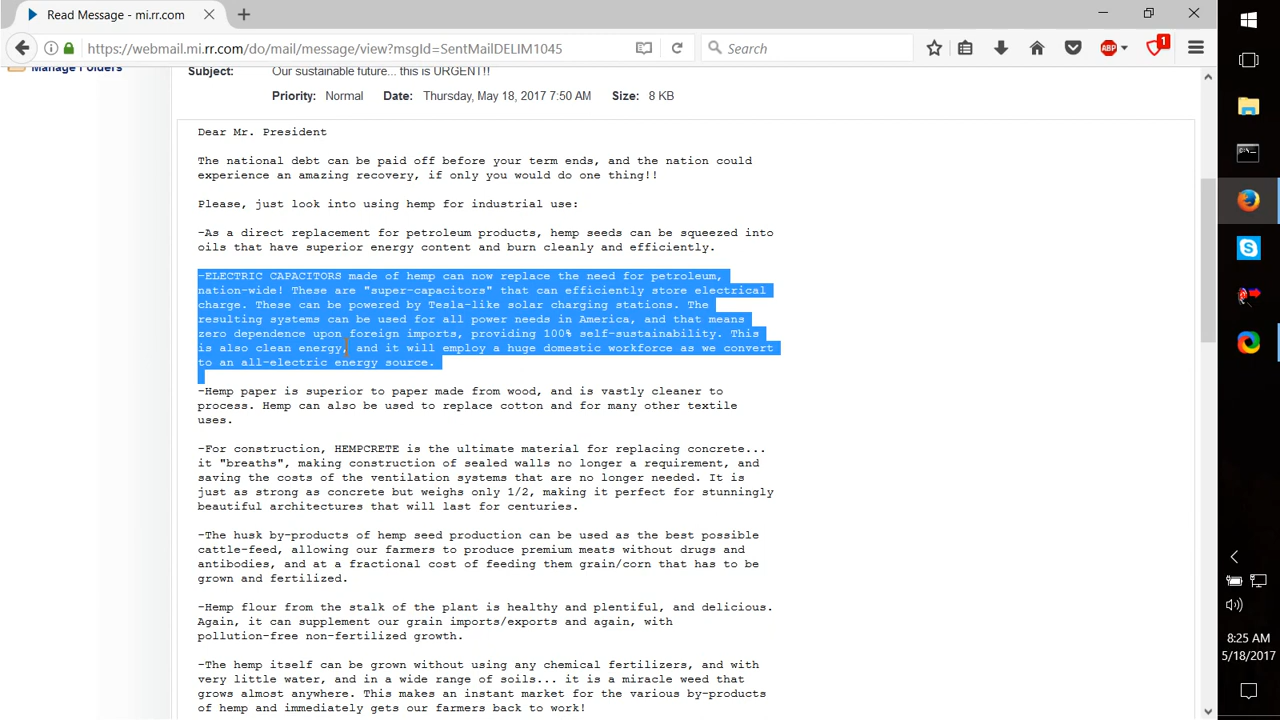 Read Message - mi.rr.com
https://webmail.mi.rr.com/do/mail/message/view?msgId=SentMailDELIM1045
Search
ABP
1
Manage Folders
Subject: Our sustainable future... this is URGENT!!
Priority: Normal Date: Thursday, May 18, 2017 7:50 AM Size: 8 KB
Dear Mr. President
The national debt can be paid off before your term ends, and the nation could
experience an amazing recovery, if only you would do one thing!!
Please, just look into using hemp for industrial use:
-As a direct replacement for petroleum products, hemp seeds can be squeezed into
oils that have superior energy content and burn cleanly and efficiently.
-ELECTRIC CAPACITORS made of hemp can now replace the need for petroleum,
nation-wide! These are "super-capacitors" that can efficiently store electrical
charge. These can be powered by Tesla-like solar charging stations. The
resulting systems can be used for all power needs in America, and that means
zero dependence upon foreign imports, providing 100% self-sustainability. This
is also clean energy, and it will employ a huge domestic workforce as we convert
to an all-electric energy source.
-Hemp paper is superior to paper made from wood, and is vastly cleaner to
process. Hemp can also be used to replace cotton and for many other textile
uses.
-For construction, HEMPCRETE is the ultimate material for replacing concrete...
it "breaths", making construction of sealed walls no longer a requirement, and
saving the costs of the ventilation systems that are no longer needed. It is
just as strong as concrete but weighs only 1/2, making it perfect for stunningly
beautiful architectures that will last for centuries.
-The husk by-products of hemp seed production can be used as the best possible
cattle-feed, allowing our farmers to produce premium meats without drugs and
antibodies, and at a fractional cost of feeding them grain/corn that has to be
grown and fertilized.
-Hemp flour from the stalk of the plant is healthy and plentiful, and delicious.
Again, it can supplement our grain imports/exports and again, with
pollution-free non-fertilized growth.
-The hemp itself can be grown without using any chemical fertilizers, and with
very little water, and in a wide range of soils... it is a miracle weed that
grows almost anywhere. This makes an instant market for the various by-products
of hemp and immediately gets our farmers back to work!
8:25 AM
5/18/2017